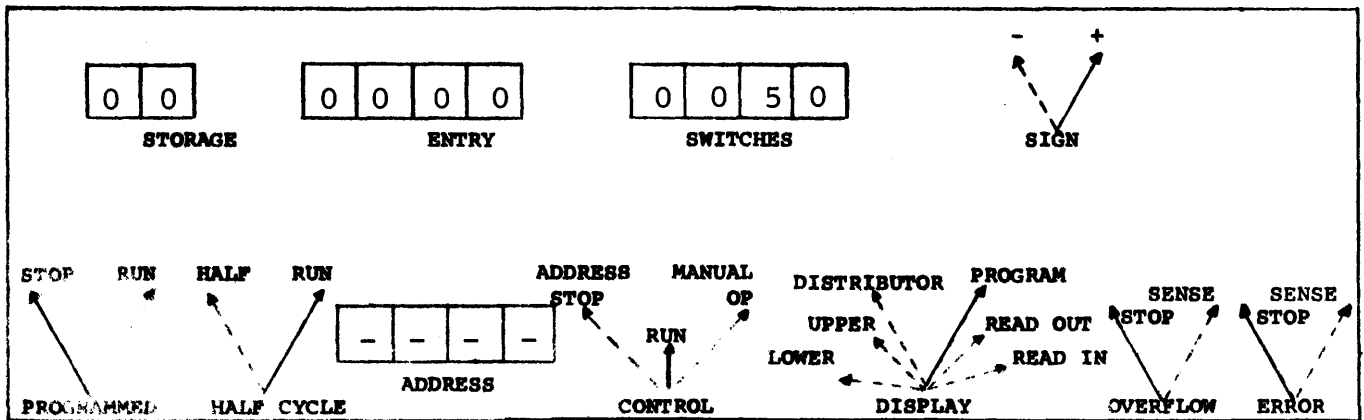 - +
0 0 0 0 0 0 0 0 5 0
STORAGE ENTRY SWITCHES SIGN
STOP RUN HALF RUN ADDRESS STOP MANUAL OP DISTRIBUTOR PROGRAM SENSE STOP SENSE STOP
RUN UPPER READ OUT
- - - -
LOWER READ IN
ADDRESS
PROGRAMMED HALF CYCLE CONTROL DISPLAY OVERFLOW ERROR